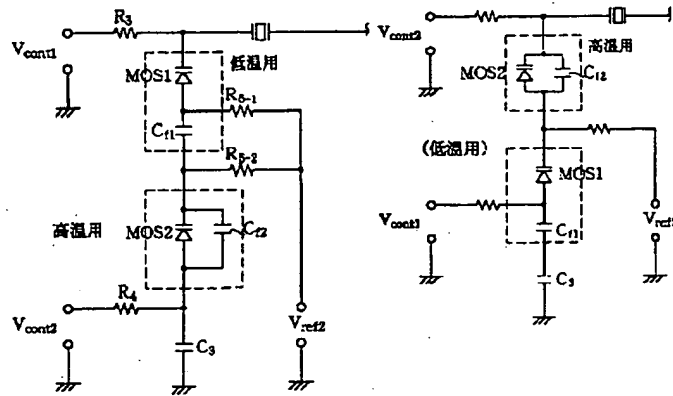 R3
Vcont1
低温用
MOS1
R5-1
Cf1
R5-2
高温用
MOS2
Cf2
R4
Vcont2
Vref2
C3
Vcont2
高温用
MOS2
Cf2
(低温用)
MOS1
Vcont1
Cf1
C3